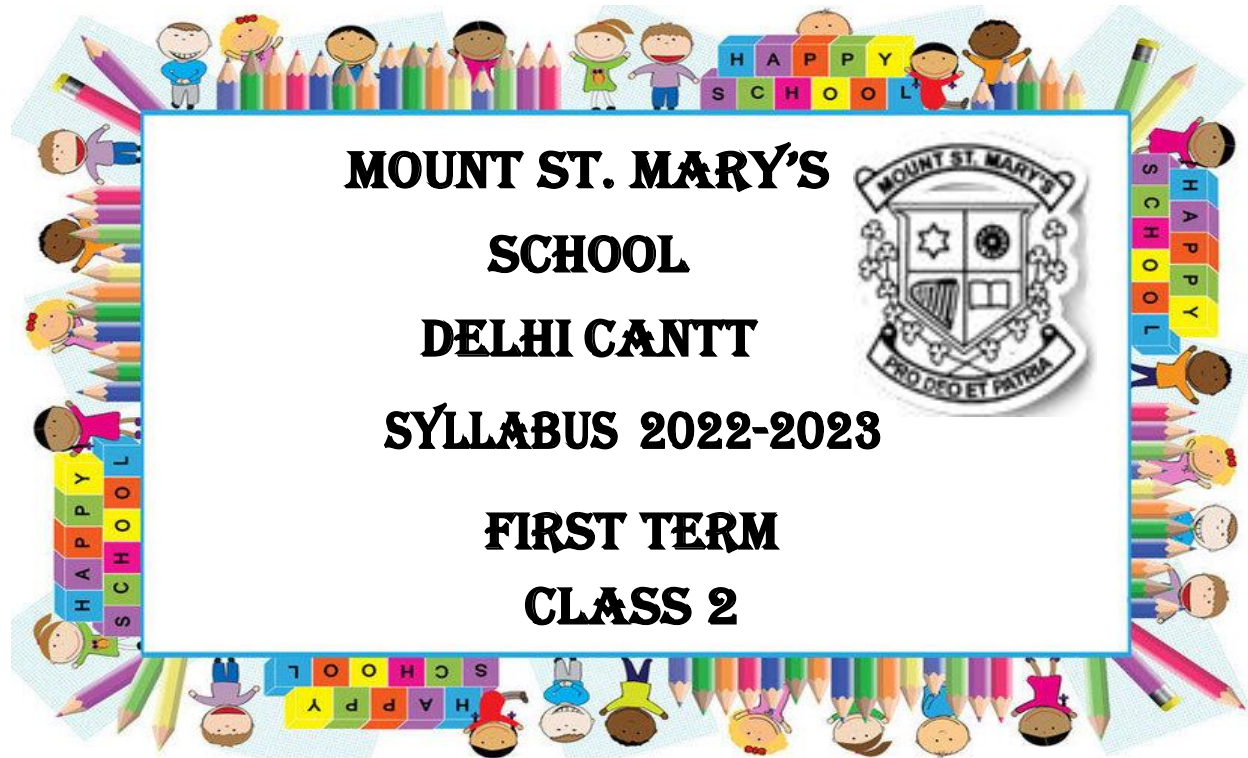 HAPPY
SCHOOL
MOUNT ST. MARY'S
SCHOOL
DELHI CANTT
SYLLABUS 2022-2023
FIRST TERM
CLASS 2
MOUNT ST. MARY'S
PRO DEO ET PATRIA
HAPPY
SCHOOL
HAPPY
SCHOOL
HAPPY
SCHOOL